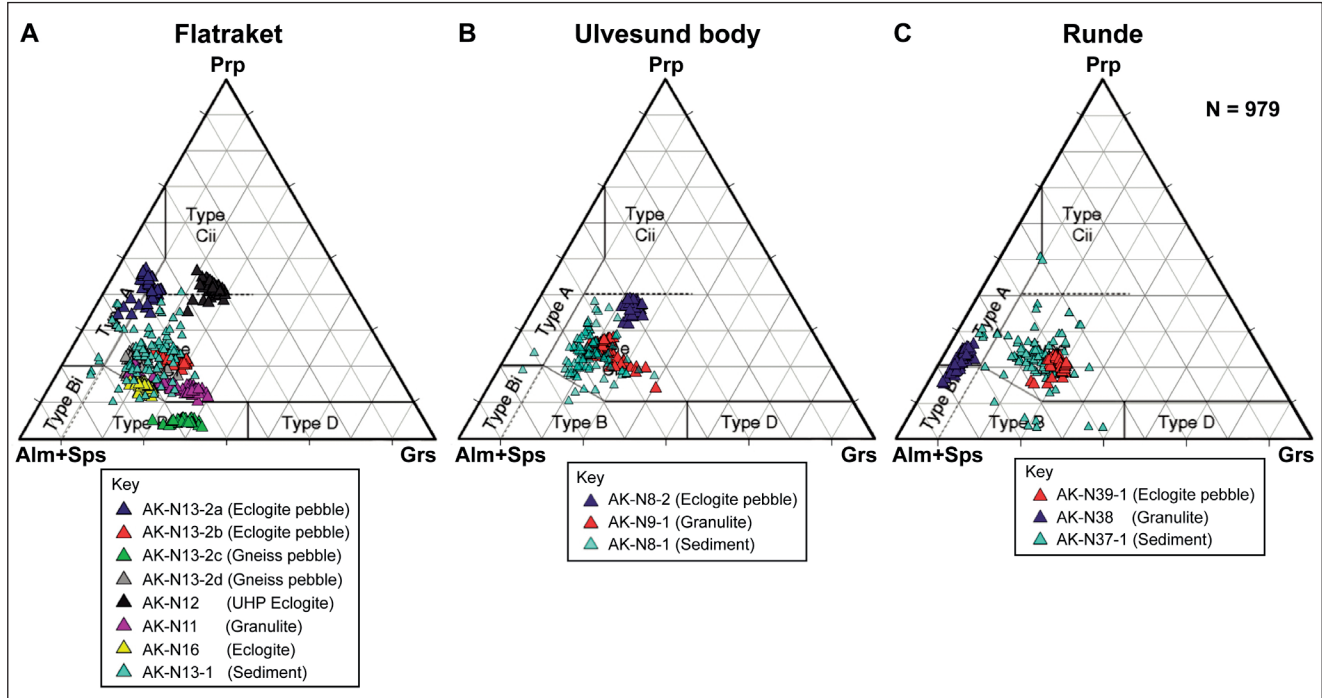 A Flatraket
Prp
Type
Cii
Type A
Type Bi
Type
Type D
Alm+Sps Grs
Key
AK-N13-2a (Eclogite pebble)
AK-N13-2b (Eclogite pebble)
AK-N13-2c (Gneiss pebble)
AK-N13-2d (Gneiss pebble)
AK-N12 (UHP Eclogite)
AK-N11 (Granulite)
AK-N16 (Eclogite)
AK-N13-1 (Sediment)
B Ulvesund body
Prp
Type
Cii
Type A
Type Bi
Type B
Type D
Alm+Sps Grs
Key
AK-N8-2 (Eclogite pebble)
AK-N9-1 (Granulite)
AK-N8-1 (Sediment)
C Runde
Prp
N = 979
Type
Cii
Type A
Type Bi
Type B
Type D
Alm+Sps Grs
Key
AK-N39-1 (Eclogite pebble)
AK-N38 (Granulite)
AK-N37-1 (Sediment)